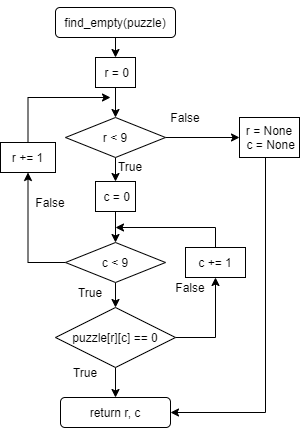 find_empty(puzzle)
r = 0
r < 9
False
r = None
c = None
r += 1
True
c = 0
False
c < 9
c += 1
True
False
puzzle[r][c] == 0
True
return r, c